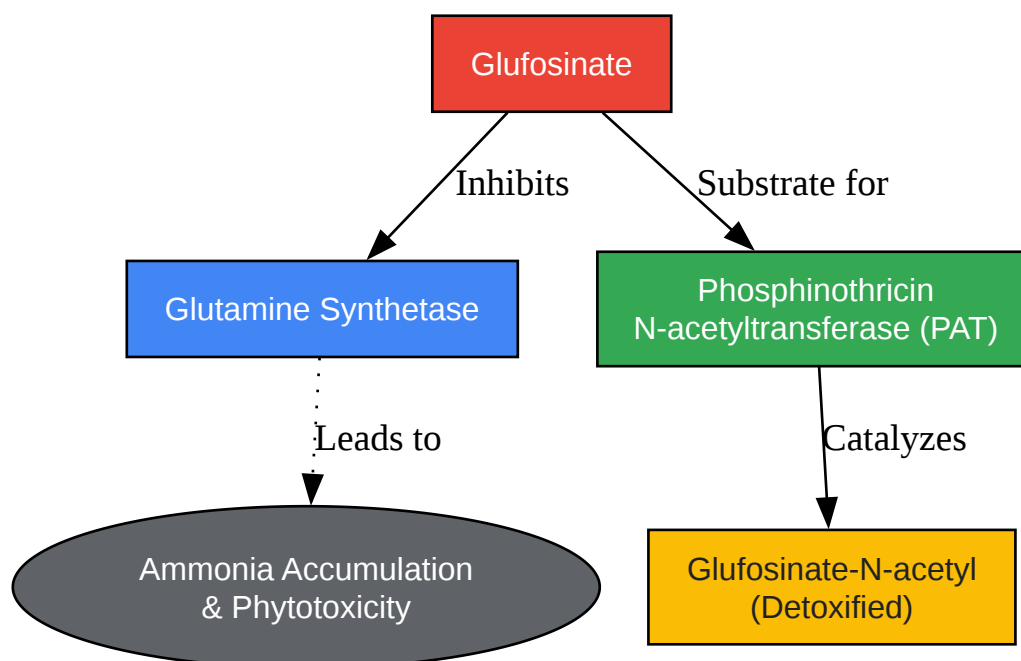 Glufosinate
Inhibits
Substrate for
Glutamine Synthetase
Phosphinothricin
N-acetyltransferase (PAT)
Leads to
Catalyzes
Ammonia Accumulation
& Phytotoxicity
Glufosinate-N-acetyl
(Detoxified)